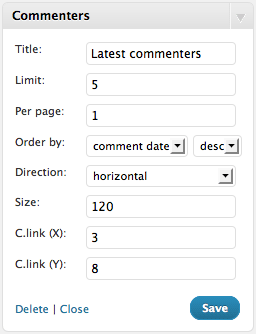 Commenters
Title: Latest commenters
Limit: 5
Per page: 1
Order by: comment date desc
Direction: horizontal
Size: 120
C.link (X): 3
C.link (Y): 8
Delete | Close Save